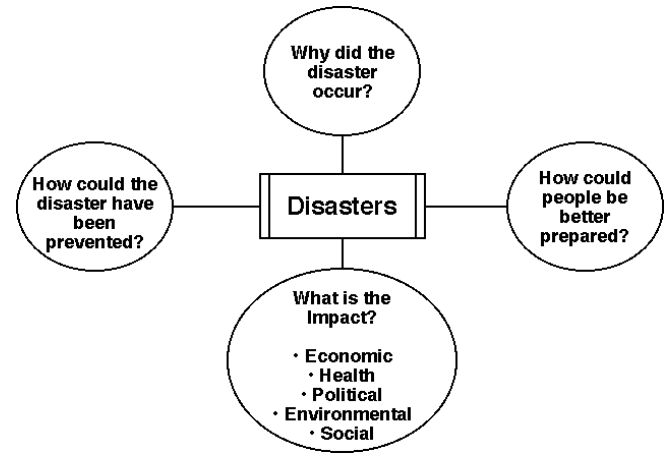 Why did the
disaster
occur?
How could the
disaster have
been
prevented?
Disasters
How could
people be
better
prepared?
What is the
Impact?
· Economic
· Health
· Political
· Environmental
· Social